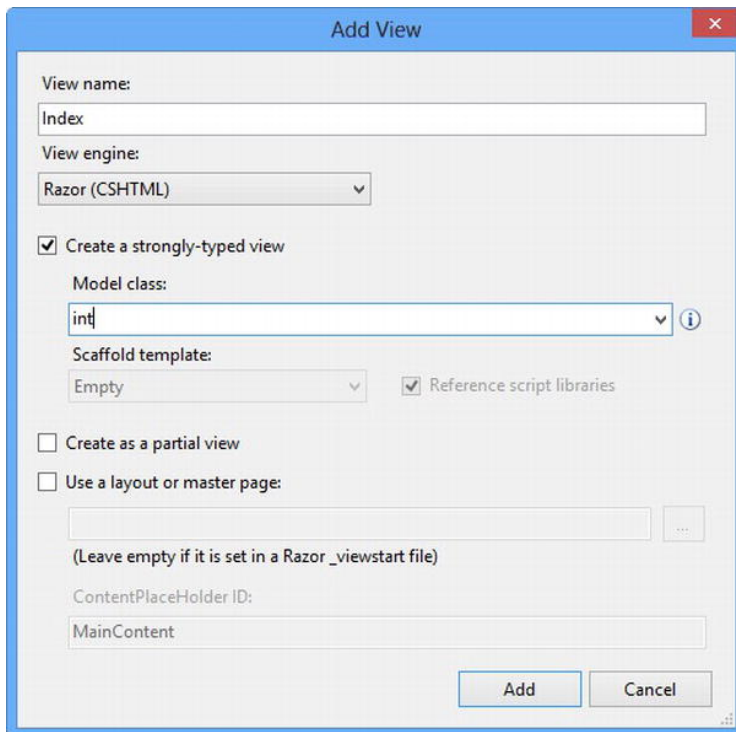 Add View
View name:
Index
View engine:
Razor (CSHTML)
Create a strongly-typed view
Model class:
int
Scaffold template:
Empty
Reference script libraries
Create as a partial view
Use a layout or master page:
...
(Leave empty if it is set in a Razor _viewstart file)
ContentPlaceHolder ID:
MainContent
Add Cancel